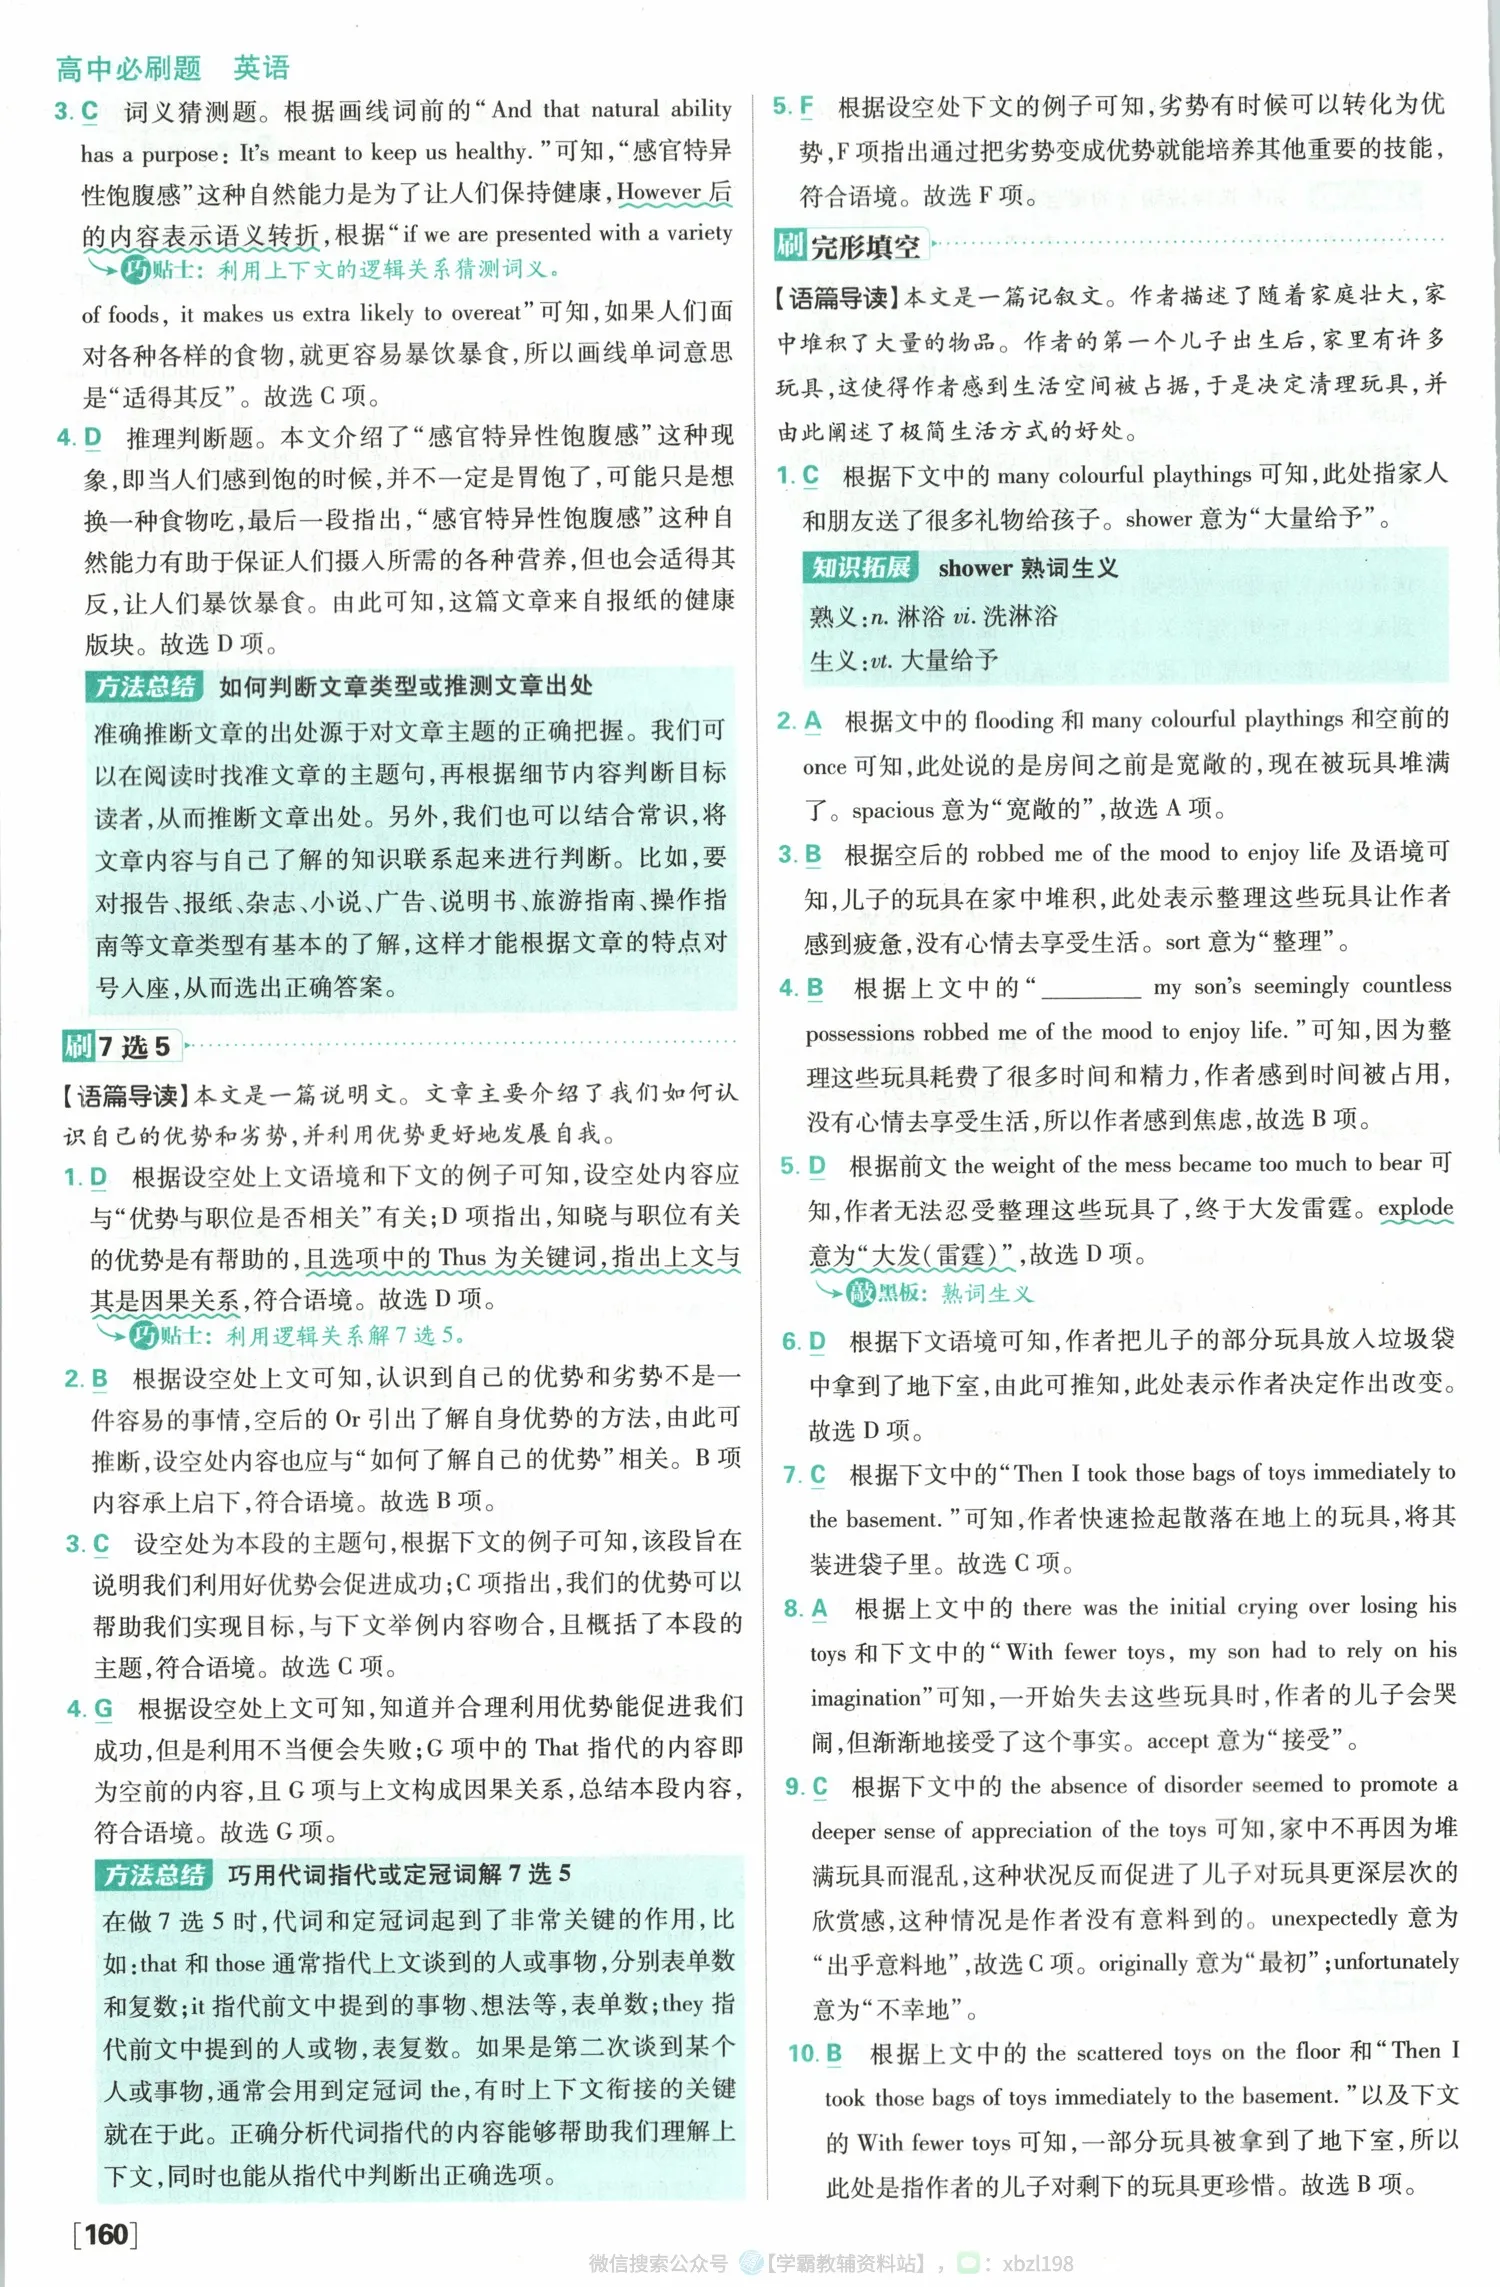 高中必刷题 英语
3. C 词义猜测题。根据画线词前的“And that natural ability
has a purpose: It's meant to keep us healthy.”可知,“感官特异
性饱腹感”这种自然能力是为了让人们保持健康,However 后
的内容表示语义转折,根据“if we are presented with a variety
巧贴士: 利用上下文的逻辑关系猜测词义。
of foods, it makes us extra likely to overeat”可知,如果人们面
对各种各样的食物,就更容易暴饮暴食,所以画线单词意思
是“适得其反”。故选 C 项。
4. D 推理判断题。本文介绍了“感官特异性饱腹感”这种现
象,即当人们感到饱的时候,并不一定是胃饱了,可能只是想
换一种食物吃,最后一段指出,“感官特异性饱腹感”这种自
然能力有助于保证人们摄入所需的各种营养,但也会适得其
反,让人们暴饮暴食。由此可知,这篇文章来自报纸的健康
版块。故选 D 项。
方法总结 如何判断文章类型或推测文章出处
准确推断文章的出处源于对文章主题的正确把握。我们可
以在阅读时找准文章的主题句,再根据细节内容判断目标
读者,从而推断文章出处。另外,我们也可以结合常识,将
文章内容与自己了解的知识联系起来进行判断。比如,要
对报告、报纸、杂志、小说、广告、说明书、旅游指南、操作指
南等文章类型有基本的了解,这样才能根据文章的特点对
号入座,从而选出正确答案。
刷 7 选 5
【语篇导读】本文是一篇说明文。文章主要介绍了我们如何认
识自己的优势和劣势,并利用优势更好地发展自我。
1. D 根据设空处上文语境和下文的例子可知,设空处内容应
与“优势与职位是否相关”有关;D 项指出,知晓与职位有关
的优势是有帮助的,且选项中的 Thus 为关键词,指出上文与
其是因果关系,符合语境。故选 D 项。
巧贴士: 利用逻辑关系解 7 选 5。
2. B 根据设空处上文可知,认识到自己的优势和劣势不是一
件容易的事情,空后的 Or 引出了解自身优势的方法,由此可
推断,设空处内容也应与“如何了解自己的优势”相关。B 项
内容承上启下,符合语境。故选 B 项。
3. C 设空处为本段的主题句,根据下文的例子可知,该段旨在
说明我们利用好优势会促进成功;C 项指出,我们的优势可以
帮助我们实现目标,与下文举例内容吻合,且概括了本段的
主题,符合语境。故选 C 项。
4. G 根据设空处上文可知,知道并合理利用优势能促进我们
成功,但是利用不当便会失败;G 项中的 That 指代的内容即
为空前的内容,且 G 项与上文构成因果关系,总结本段内容,
符合语境。故选 G 项。
方法总结 巧用代词指代或定冠词解 7 选 5
在做 7 选 5 时,代词和定冠词起到了非常关键的作用,比
如:that 和 those 通常指代上文谈到的人或事物,分别表单数
和复数;it 指代前文中提到的事物、想法等,表单数;they 指
代前文中提到的人或物,表复数。如果是第二次谈到某个
人或事物,通常会用到定冠词 the,有时上下文衔接的关键
就在于此。正确分析代词指代的内容能够帮助我们理解上
下文,同时也能从指代中判断出正确选项。
[160]
5. F 根据设空处下文的例子可知,劣势有时候可以转化为优
势,F 项指出通过把劣势变成优势就能培养其他重要的技能,
符合语境。故选 F 项。
刷 完形填空
【语篇导读】本文是一篇记叙文。作者描述了随着家庭壮大,家
中堆积了大量的物品。作者的第一个儿子出生后,家里有许多
玩具,这使得作者感到生活空间被占据,于是决定清理玩具,并
由此阐述了极简生活方式的好处。
1. C 根据下文中的 many colourful playthings 可知,此处指家人
和朋友送了很多礼物给孩子。shower 意为“大量给予”。
知识拓展 shower 熟词生义
熟义:n. 淋浴 vi. 洗淋浴
生义:vt. 大量给予
2. A 根据文中的 flooding 和 many colourful playthings 和空前的
once 可知,此处说的是房间之前是宽敞的,现在被玩具堆满
了。spacious 意为“宽敞的”,故选 A 项。
3. B 根据空后的 robbed me of the mood to enjoy life 及语境可
知,儿子的玩具在家中堆积,此处表示整理这些玩具让作者
感到疲惫,没有心情去享受生活。sort 意为“整理”。
4. B 根据上文中的“________ my son's seemingly countless
possessions robbed me of the mood to enjoy life.”可知,因为整
理这些玩具耗费了很多时间和精力,作者感到时间被占用,
没有心情去享受生活,所以作者感到焦虑,故选 B 项。
5. D 根据前文 the weight of the mess became too much to bear 可
知,作者无法忍受整理这些玩具了,终于大发雷霆。explode
意为“大发(雷霆)”,故选 D 项。
敲黑板: 熟词生义
6. D 根据下文语境可知,作者把儿子的部分玩具放入垃圾袋
中拿到了地下室,由此可推知,此处表示作者决定作出改变。
故选 D 项。
7. C 根据下文中的“Then I took those bags of toys immediately to
the basement.”可知,作者快速捡起散落在地上的玩具,将其
装进袋子里。故选 C 项。
8. A 根据上文中的 there was the initial crying over losing his
toys 和下文中的“With fewer toys, my son had to rely on his
imagination”可知,一开始失去这些玩具时,作者的儿子会哭
闹,但渐渐地接受了这个事实。accept 意为“接受”。
9. C 根据下文中的 the absence of disorder seemed to promote a
deeper sense of appreciation of the toys 可知,家中不再因为堆
满玩具而混乱,这种状况反而促进了儿子对玩具更深层次的
欣赏感,这种情况是作者没有意料到的。unexpectedly 意为
“出乎意料地”,故选 C 项。originally 意为“最初”;unfortunately
意为“不幸地”。
10. B 根据上文中的 the scattered toys on the floor 和“Then I
took those bags of toys immediately to the basement.”以及下文
的 With fewer toys 可知,一部分玩具被拿到了地下室,所以
此处是指作者的儿子对剩下的玩具更珍惜。故选 B 项。
微信搜索公众号 【学霸教辅资料站】, : xbzl198